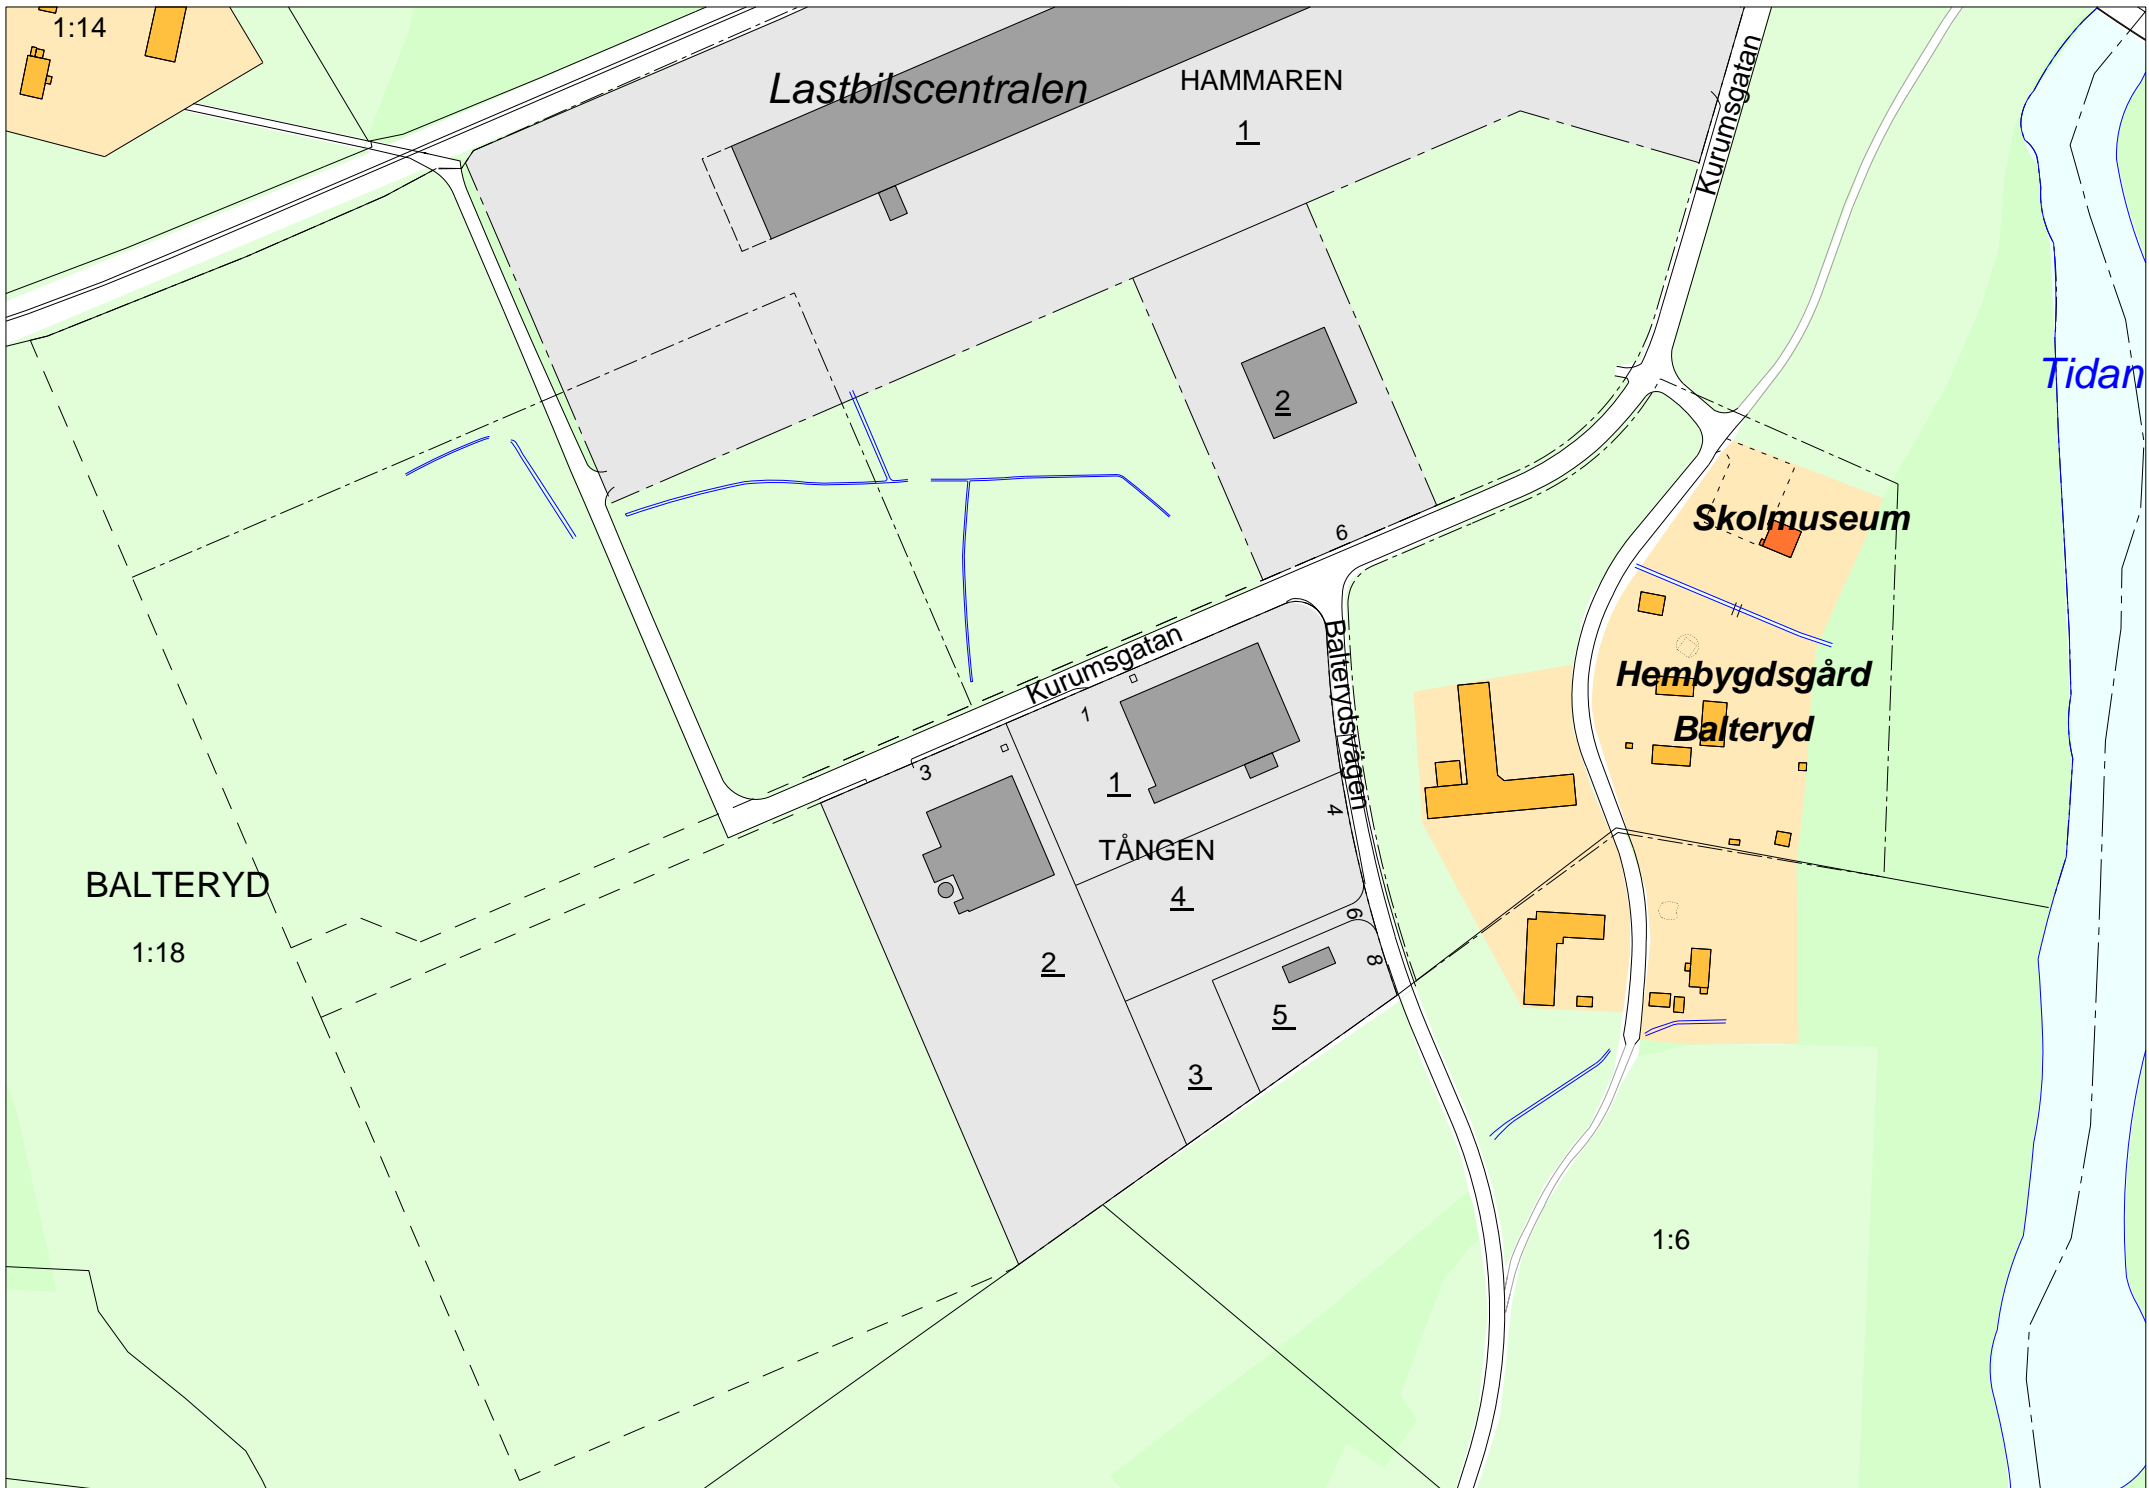 1:14
Lastbilscentralen
HAMMAREN
1
Kurumsgatan
Tidan
2
6
Skolmuseum
Kurumsgatan
Balterydsvägen
Hembygdsgård
Balteryd
1
3
1
4
TÅNGEN
BALTERYD
4
6
1:18
2
8
5
3
1:6